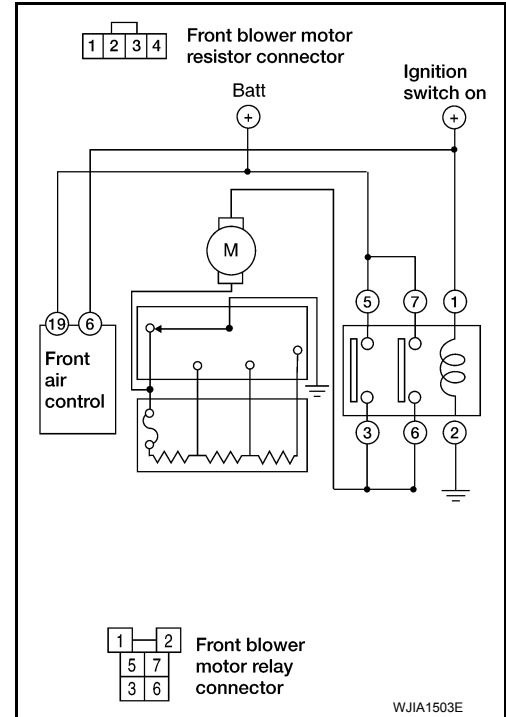 1 2 3 4
Front blower motor
resistor connector
Batt
Ignition
switch on
+
+
M
5 7 1
19 6
Front
air
control
3 6 2
1 2
5 7
3 6
Front blower
motor relay
connector
WJIA1503E